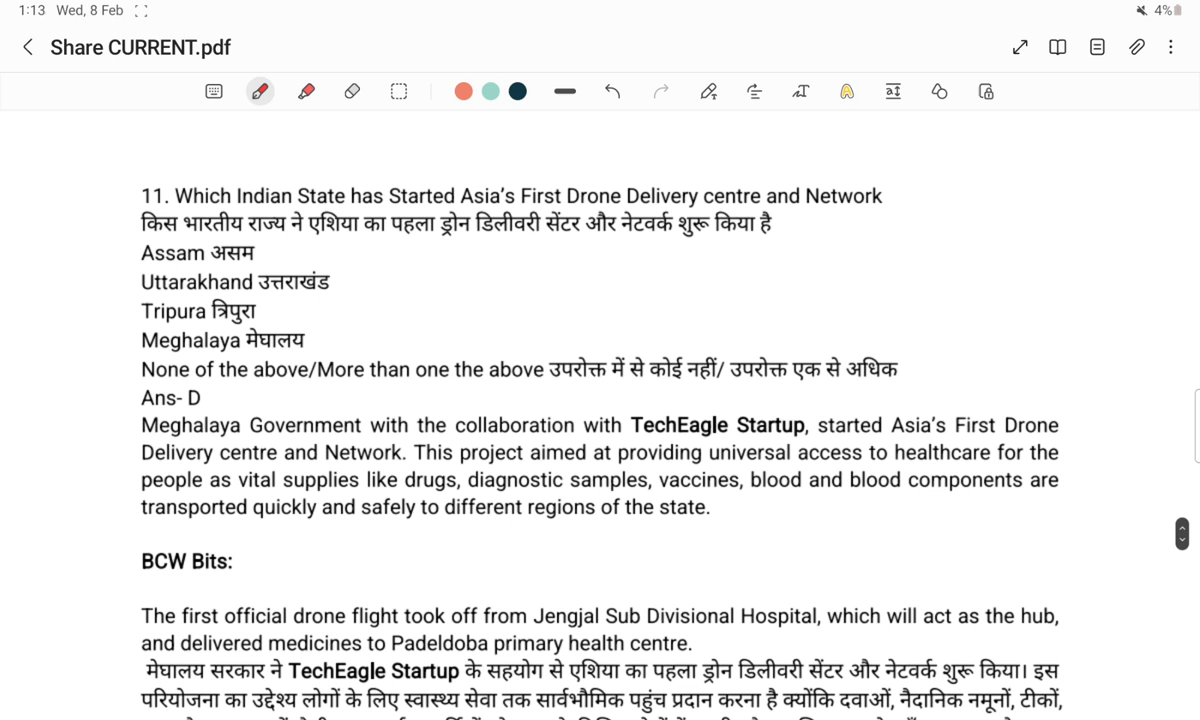 1:13 Wed, 8 Feb
4%
Share CURRENT.pdf
11. Which Indian State has Started Asia's First Drone Delivery centre and Network
किस भारतीय राज्य ने एशिया का पहला ड्रोन डिलीवरी सेंटर और नेटवर्क शुरू किया है
Assam असम
Uttarakhand उत्तराखंड
Tripura त्रिपुरा
Meghalaya मेघालय
None of the above/More than one the above उपरोक्त में से कोई नहीं/ उपरोक्त एक से अधिक
Ans- D
Meghalaya Government with the collaboration with TechEagle Startup, started Asia's First Drone
Delivery centre and Network. This project aimed at providing universal access to healthcare for the
people as vital supplies like drugs, diagnostic samples, vaccines, blood and blood components are
transported quickly and safely to different regions of the state.
BCW Bits:
The first official drone flight took off from Jengjal Sub Divisional Hospital, which will act as the hub,
and delivered medicines to Padeldoba primary health centre.
मेघालय सरकार ने TechEagle Startup के सहयोग से एशिया का पहला ड्रोन डिलीवरी सेंटर और नेटवर्क शुरू किया। इस
परियोजना का उद्देश्य लोगों के लिए स्वास्थ्य सेवा तक सार्वभौमिक पहुंच प्रदान करना है क्योंकि दवाओं, नैदानिक नमूनों, टीकों,